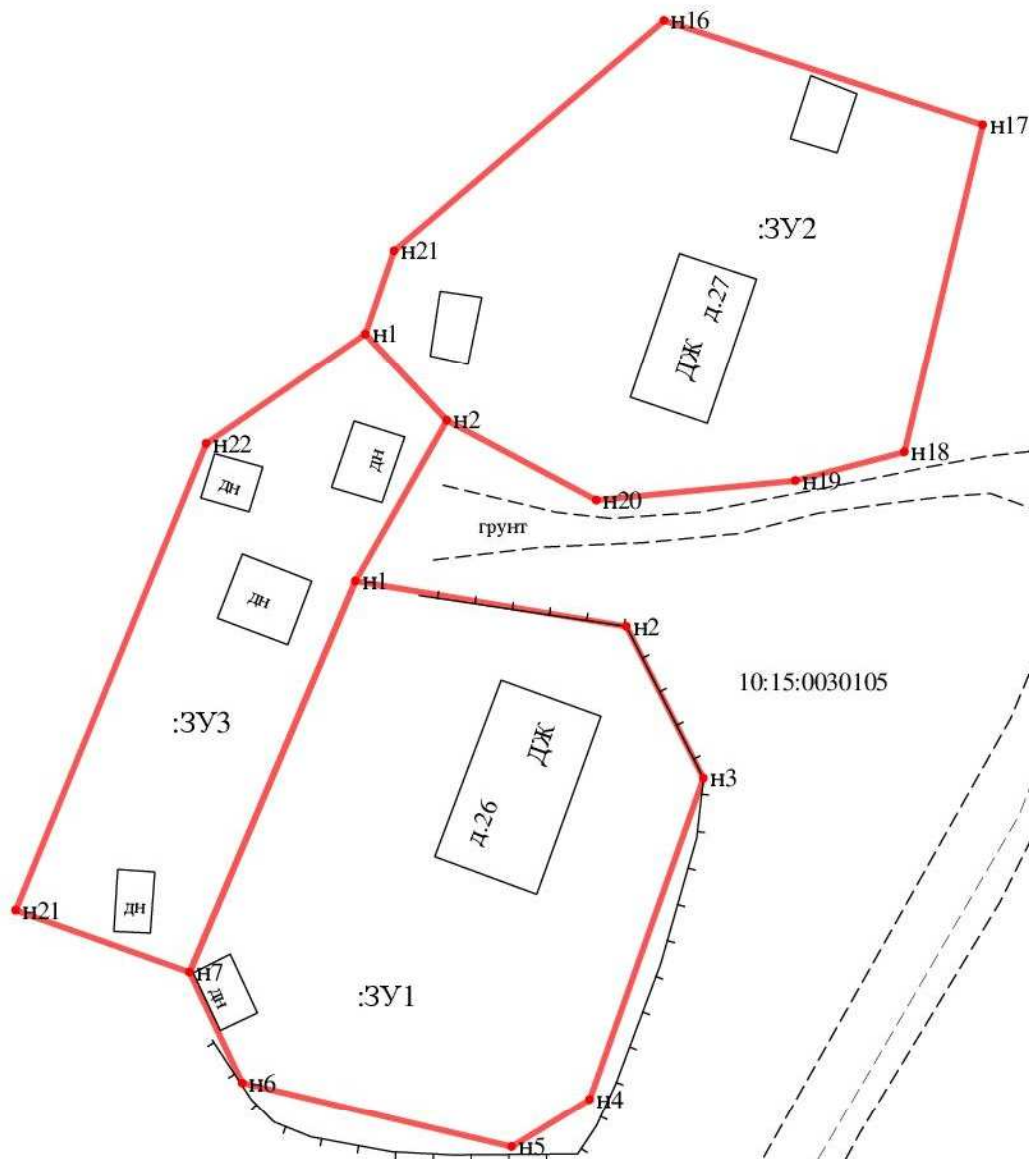 н16
н17
:ЗУ2
н21
д.27
ДЖ
н1
н2
н22
дн
н18
дн
н19
н20
грунт
н1
дн
н2
10:15:0030105
:ЗУ3
ДЖ
н3
д.26
н21
дн
н7
дн
:ЗУ1
н6
н4
н5